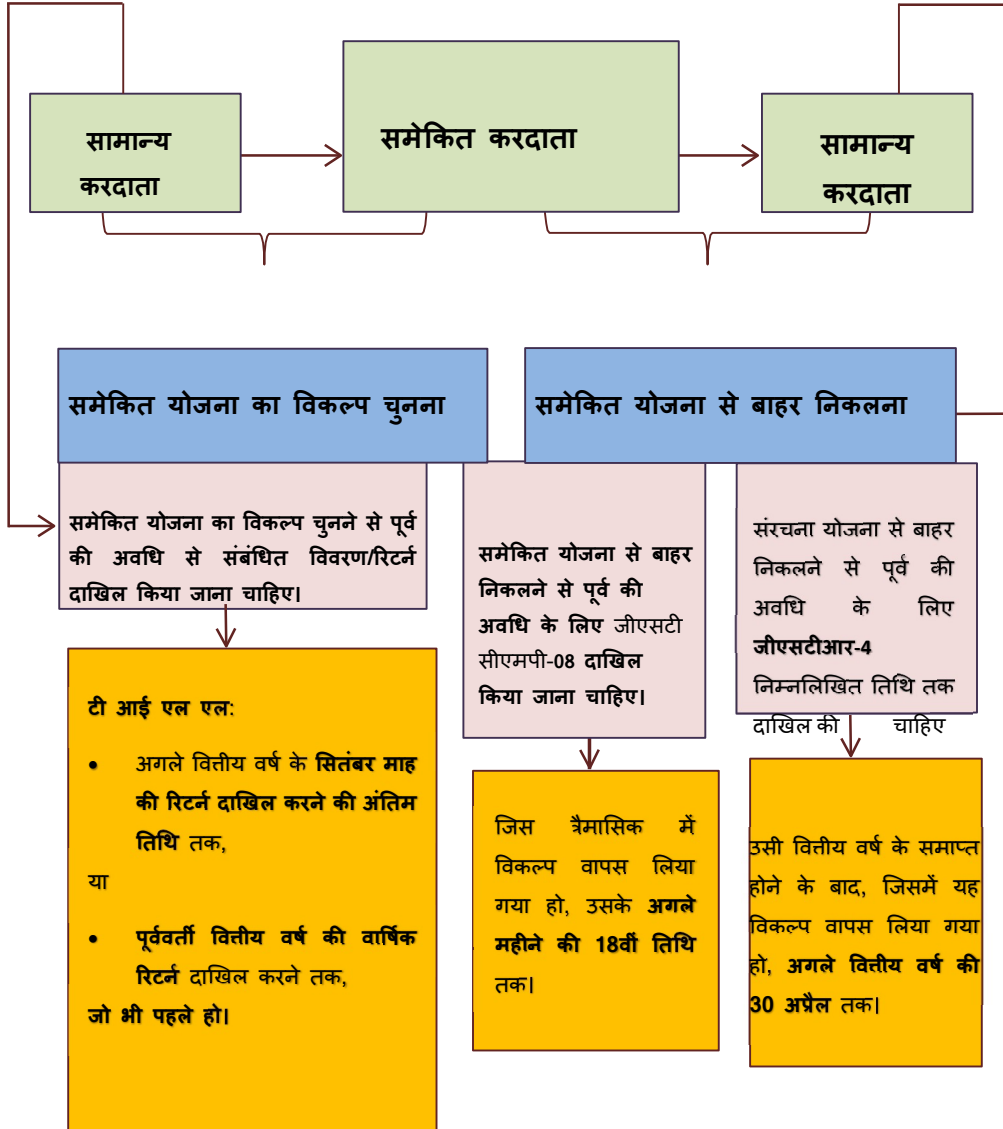 सामान्य
करदाता
समेकित करदाता
सामान्य
करदाता
समेकित योजना का विकल्प चुनना
समेकित योजना से बाहर निकलना
समेकित योजना का विकल्प चुनने से पूर्व
की अवधि से संबंधित विवरण/रिटर्न
दाखिल किया जाना चाहिए।
समेकित योजना से बाहर
निकलने से पूर्व की
अवधि के लिए जीएसटी
सीएमपी-08 दाखिल
किया जाना चाहिए।
संरचना योजना से बाहर
निकलने से पूर्व की
अवधि के लिए
जीएसटीआर-4
निम्नलिखित तिथि तक
दाखिल की चाहिए
टी आई एल एल:
• अगले वित्तीय वर्ष के सितंबर माह
की रिटर्न दाखिल करने की अंतिम
तिथि तक,
या
• पूर्ववर्ती वित्तीय वर्ष की वार्षिक
रिटर्न दाखिल करने तक,
जो भी पहले हो।
जिस त्रैमासिक में
विकल्प वापस लिया
गया हो, उसके अगले
महीने की 18वीं तिथि
तक।
उसी वित्तीय वर्ष के समाप्त
होने के बाद, जिसमें यह
विकल्प वापस लिया गया
हो, अगले वित्तीय वर्ष की
30 अप्रैल तक।